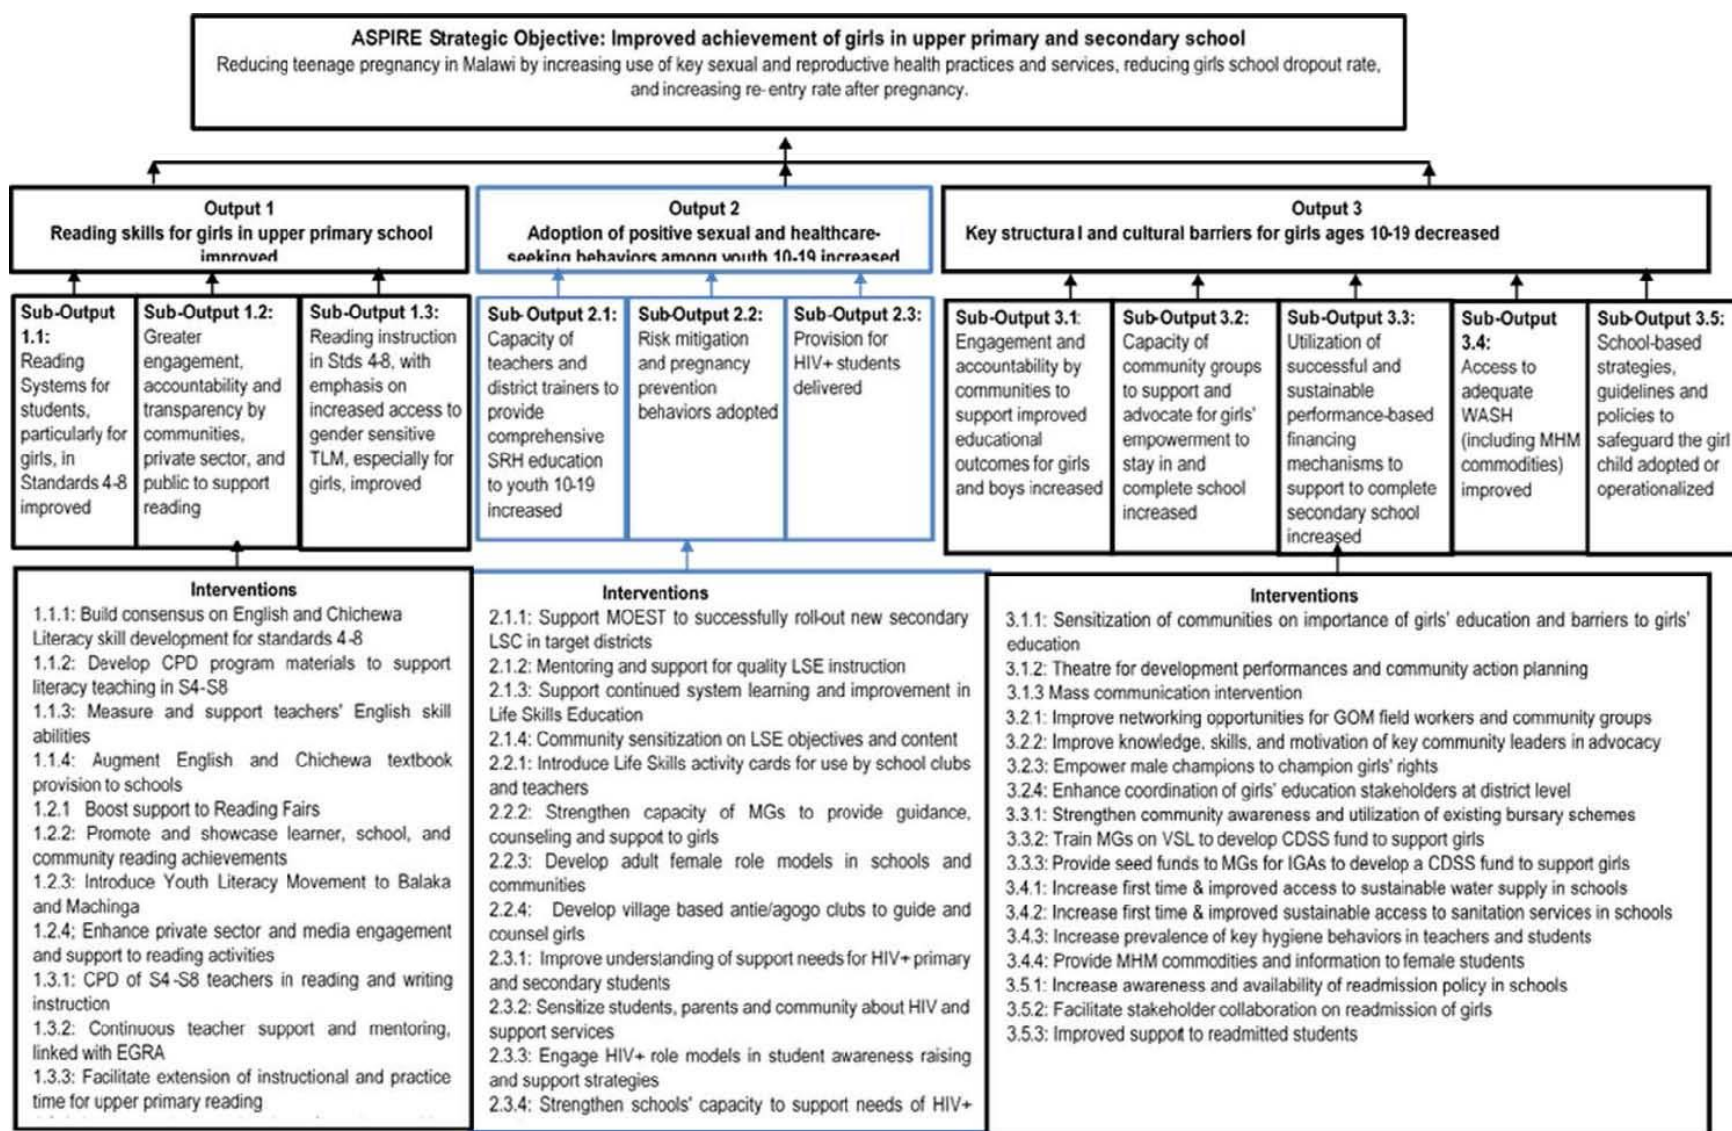 ASPIRE Strategic Objective: Improved achievement of girls in upper primary and secondary school
Reducing teenage pregnancy in Malawi by increasing use of key sexual and reproductive health practices and services, reducing girls school dropout rate,
and increasing re-entry rate after pregnancy.
Output 1
Reading skills for girls in upper primary school
improved
Output 2
Adoption of positive sexual and healthcare-
seeking behaviors among youth 10-19 increased
Output 3
Key structural and cultural barriers for girls ages 10-19 decreased
Sub-Output
1.1:
Reading
Systems for
students,
particularly for
girls, in
Standards 4-8
improved
Sub-Output 1.2:
Greater
engagement,
accountability and
transparency by
communities,
private sector, and
public to support
reading
Sub-Output 1.3:
Reading instruction
in Stds 4-8, with
emphasis on
increased access to
gender sensitive
TLM, especially for
girls, improved
Sub-Output 2.1:
Capacity of
teachers and
district trainers to
provide
comprehensive
SRH education
to youth 10-19
increased
Sub-Output 2.2:
Risk mitigation
and pregnancy
prevention
behaviors adopted
Sub-Output 2.3:
Provision for
HIV+ students
delivered
Sub-Output 3.1:
Engagement and
accountability by
communities to
support improved
educational
outcomes for girls
and boys increased
Sub-Output 3.2:
Capacity of
community groups
to support and
advocate for girls'
empowerment to
stay in and
complete school
increased
Sub-Output 3.3:
Utilization of
successful and
sustainable
performance-based
financing
mechanisms to
support to complete
secondary school
increased
Sub-Output
3.4:
Access to
adequate
WASH
(including MHM
commodities)
improved
Sub-Output 3.5:
School-based
strategies,
guidelines and
policies to
safeguard the girl
child adopted or
operationalized
Interventions
1.1.1: Build consensus on English and Chichewa
Literacy skill development for standards 4-8
1.1.2: Develop CPD program materials to support
literacy teaching in S4-S8
1.1.3: Measure and support teachers' English skill
abilities
1.1.4: Augment English and Chichewa textbook
provision to schools
1.2.1 Boost support to Reading Fairs
1.2.2: Promote and showcase learner, school, and
community reading achievements
1.2.3: Introduce Youth Literacy Movement to Balaka
and Machinga
1.2.4; Enhance private sector and media engagement
and support to reading activities
1.3.1: CPD of S4-S8 teachers in reading and writing
instruction
1.3.2: Continuous teacher support and mentoring,
linked with EGRA
1.3.3: Facilitate extension of instructional and practice
time for upper primary reading
Interventions
2.1.1: Support MOEST to successfully roll-out new secondary
LSC in target districts
2.1.2: Mentoring and support for quality LSE instruction
2.1.3: Support continued system learning and improvement in
Life Skills Education
2.1.4: Community sensitization on LSE objectives and content
2.2.1: Introduce Life Skills activity cards for use by school clubs
and teachers
2.2.2: Strengthen capacity of MGs to provide guidance,
counseling and support to girls
2.2.3: Develop adult female role models in schools and
communities
2.2.4: Develop village based antie/agogo clubs to guide and
counsel girls
2.3.1: Improve understanding of support needs for HIV+ primary
and secondary students
2.3.2: Sensitize students, parents and community about HIV and
support services
2.3.3: Engage HIV+ role models in student awareness raising
and support strategies
2.3.4: Strengthen schools' capacity to support needs of HIV+
Interventions
3.1.1: Sensitization of communities on importance of girls' education and barriers to girls'
education
3.1.2: Theatre for development performances and community action planning
3.1.3 Mass communication intervention
3.2.1: Improve networking opportunities for GOM field workers and community groups
3.2.2: Improve knowledge, skills, and motivation of key community leaders in advocacy
3.2.3: Empower male champions to champion girls' rights
3.2.4: Enhance coordination of girls' education stakeholders at district level
3.3.1: Strengthen community awareness and utilization of existing bursary schemes
3.3.2: Train MGs on VSL to develop CDSS fund to support girls
3.3.3: Provide seed funds to MGs for IGAs to develop a CDSS fund to support girls
3.4.1: Increase first time & improved access to sustainable water supply in schools
3.4.2: Increase first time & improved sustainable access to sanitation services in schools
3.4.3: Increase prevalence of key hygiene behaviors in teachers and students
3.4.4: Provide MHM commodities and information to female students
3.5.1: Increase awareness and availability of readmission policy in schools
3.5.2: Facilitate stakeholder collaboration on readmission of girls
3.5.3: Improved support to readmitted students